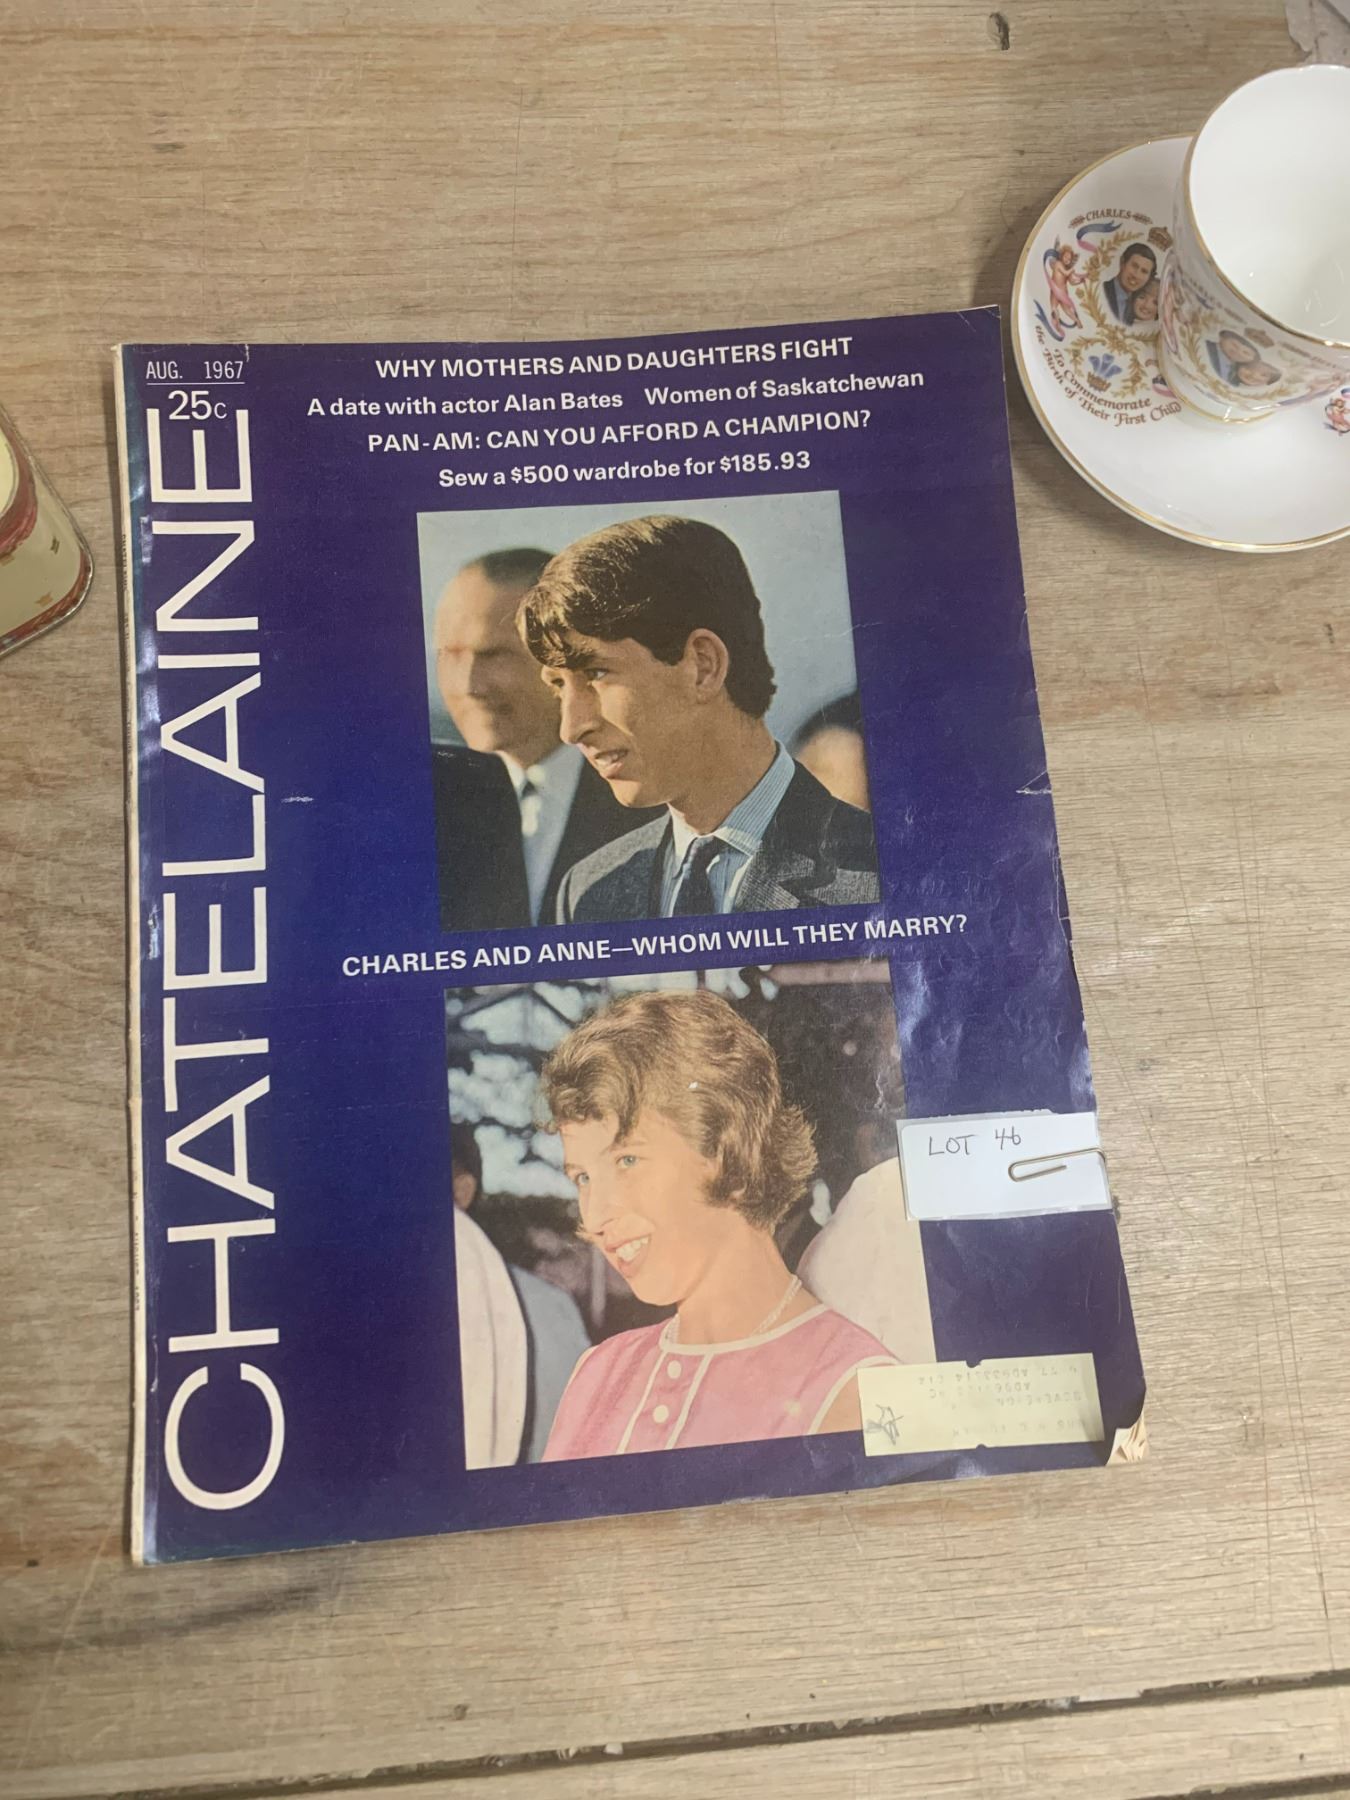 AUG. 1967
25c
CHATELAINE
WHY MOTHERS AND DAUGHTERS FIGHT
A date with actor Alan Bates Women of Saskatchewan
PAN-AM: CAN YOU AFFORD A CHAMPION?
Sew a $500 wardrobe for $185.93
CHARLES AND ANNE—WHOM WILL THEY MARRY?
LOT 46
CHARLES
To Commemorate
the Birth of Their First Child